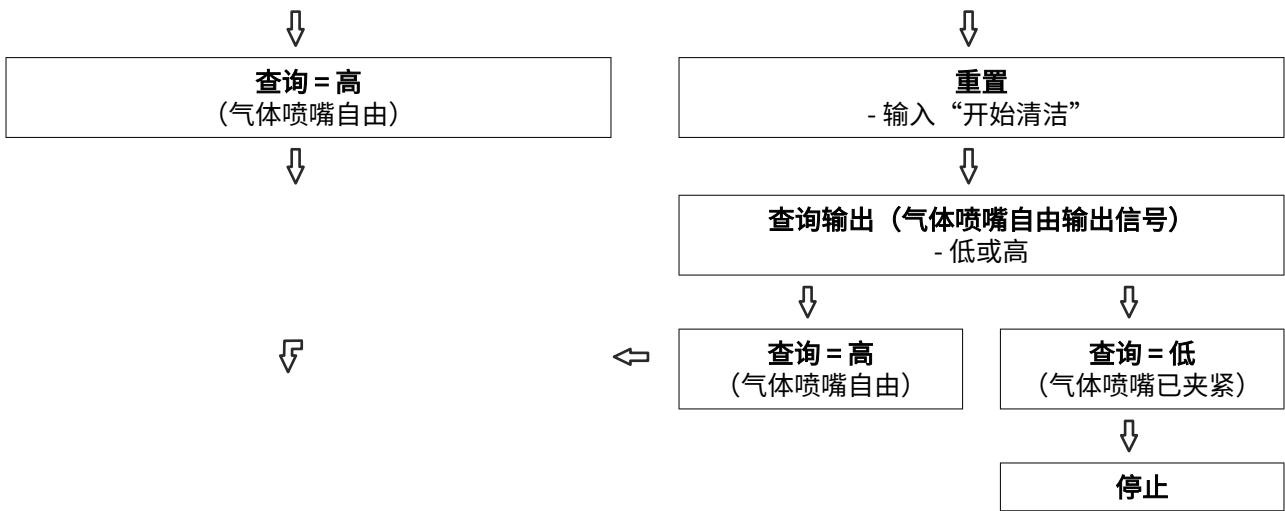 查询 = 高
（气体喷嘴自由）
重置
- 输入“开始清洁”
查询输出（气体喷嘴自由输出信号）
- 低或高
查询 = 高
（气体喷嘴自由）
查询 = 低
（气体喷嘴已夹紧）
停止